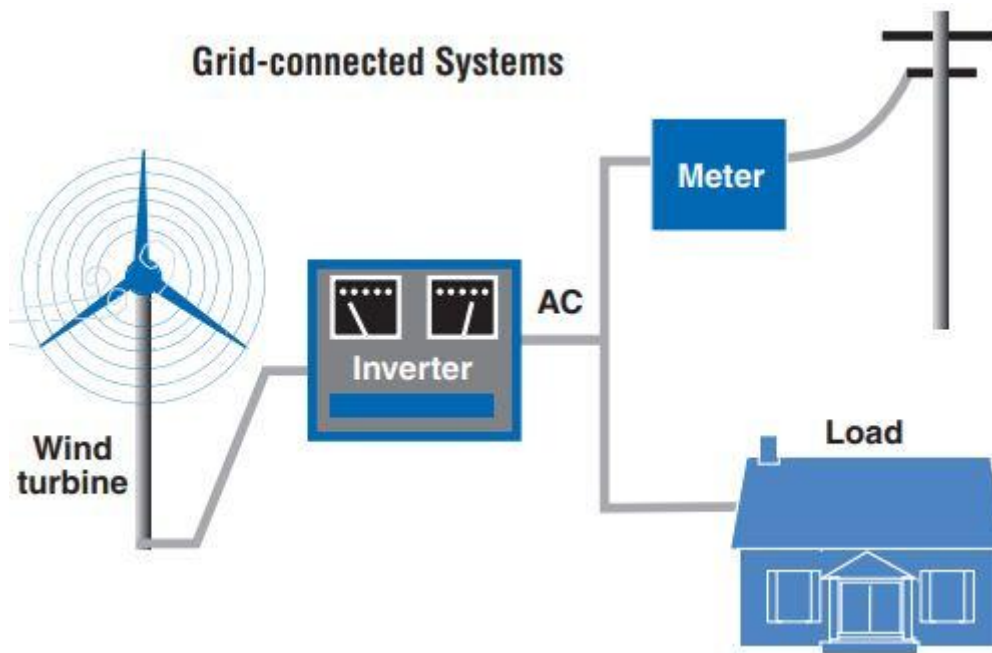 Grid-connected Systems
Meter
AC
Inverter
Wind
turbine
Load